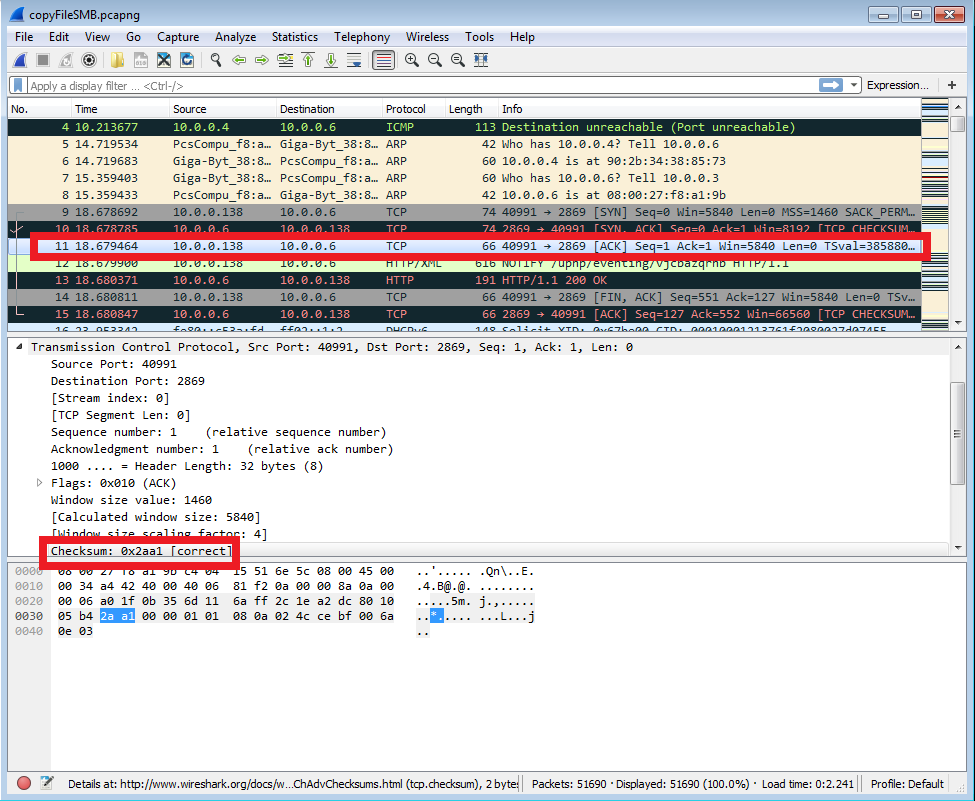 copyFileSMB.pcapng
File Edit View Go Capture Analyze Statistics Telephony Wireless Tools Help
Apply a display filter ... <Ctrl-/> Expression... +
No. Time Source Destination Protocol Length Info
4 10.213677 10.0.0.4 10.0.0.6 ICMP 113 Destination unreachable (Port unreachable)
5 14.719534 PcsCompu_f8:a… Giga-Byt_38:8… ARP 42 Who has 10.0.0.4? Tell 10.0.0.6
6 14.719683 Giga-Byt_38:8… PcsCompu_f8:a… ARP 60 10.0.0.4 is at 90:2b:34:38:85:73
7 15.359403 Giga-Byt_38:8… PcsCompu_f8:a… ARP 60 Who has 10.0.0.6? Tell 10.0.0.3
8 15.359433 PcsCompu_f8:a… Giga-Byt_38:8… ARP 42 10.0.0.6 is at 08:00:27:f8:a1:9b
9 18.678692 10.0.0.138 10.0.0.6 TCP 74 40991 → 2869 [SYN] Seq=0 Win=5840 Len=0 MSS=1460 SACK_PERM…
10 18.678785 10.0.0.6 10.0.0.138 TCP 74 2869 → 40991 [SYN, ACK] Seq=0 Ack=1 Win=8192 [TCP CHECKSUM…
11 18.679464 10.0.0.138 10.0.0.6 TCP 66 40991 → 2869 [ACK] Seq=1 Ack=1 Win=5840 Len=0 TSval=385880…
12 18.679900 10.0.0.138 10.0.0.6 HTTP/XML 616 NOTIFY /upnp/eventing/vjcbazqrhb HTTP/1.1
13 18.680371 10.0.0.6 10.0.0.138 HTTP 191 HTTP/1.1 200 OK
14 18.680811 10.0.0.138 10.0.0.6 TCP 66 40991 → 2869 [FIN, ACK] Seq=551 Ack=127 Win=5840 Len=0 TSv…
15 18.680847 10.0.0.6 10.0.0.138 TCP 66 2869 → 40991 [ACK] Seq=127 Ack=552 Win=66560 [TCP CHECKSUM…
16 23.953342 fe80::c53a:fd… ff02::1:2 DHCPv6 148 Solicit XID: CID:
Transmission Control Protocol, Src Port: 40991, Dst Port: 2869, Seq: 1, Ack: 1, Len: 0
Source Port: 40991
Destination Port: 2869
[Stream index: 0]
[TCP Segment Len: 0]
Sequence number: 1 (relative sequence number)
Acknowledgment number: 1 (relative ack number)
1000 .... = Header Length: 32 bytes (8)
Flags: 0x010 (ACK)
Window size value: 1460
[Calculated window size: 5840]
[Window size scaling factor: 4]
Checksum: 0x2aa1 [correct]
0000 08 00 27 f8 a1 9b c4 04 15 51 6e 5c 08 00 45 00 ..'..... .Qn\..E.
0010 00 34 a4 42 40 00 40 06 81 f2 0a 00 00 8a 0a 00 .4.B@.@. ........
0020 00 06 a0 1f 0b 35 6d 11 6a ff 2c 1e a2 dc 80 10 .....5m. j.,.....
0030 05 b4 2a a1 00 00 01 01 08 0a 02 4c ce bf 00 6a ..*..... ...L...j
0040 0e 03 ..
Details at: http://www.wireshark.org/docs/w…ChAdvChecksums.html (tcp.checksum), 2 bytes Packets: 51690 · Displayed: 51690 (100.0%) · Load time: 0:2.241 Profile: Default